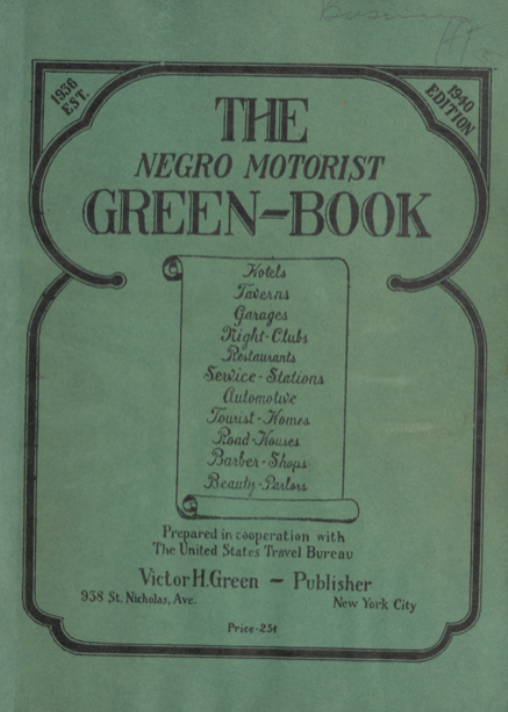 1936
EST.
1940
EDITION
THE
NEGRO MOTORIST
GREEN-BOOK
Hotels
Taverns
Garages
Night-Clubs
Restaurants
Service-Stations
Automotive
Tourist-Homes
Road-Houses
Barber-Shops
Beauty-Parlors
Prepared in cooperation with
The United States Travel Bureau
Victor H. Green - Publisher
938 St. Nicholas, Ave. New York City
Price-25¢